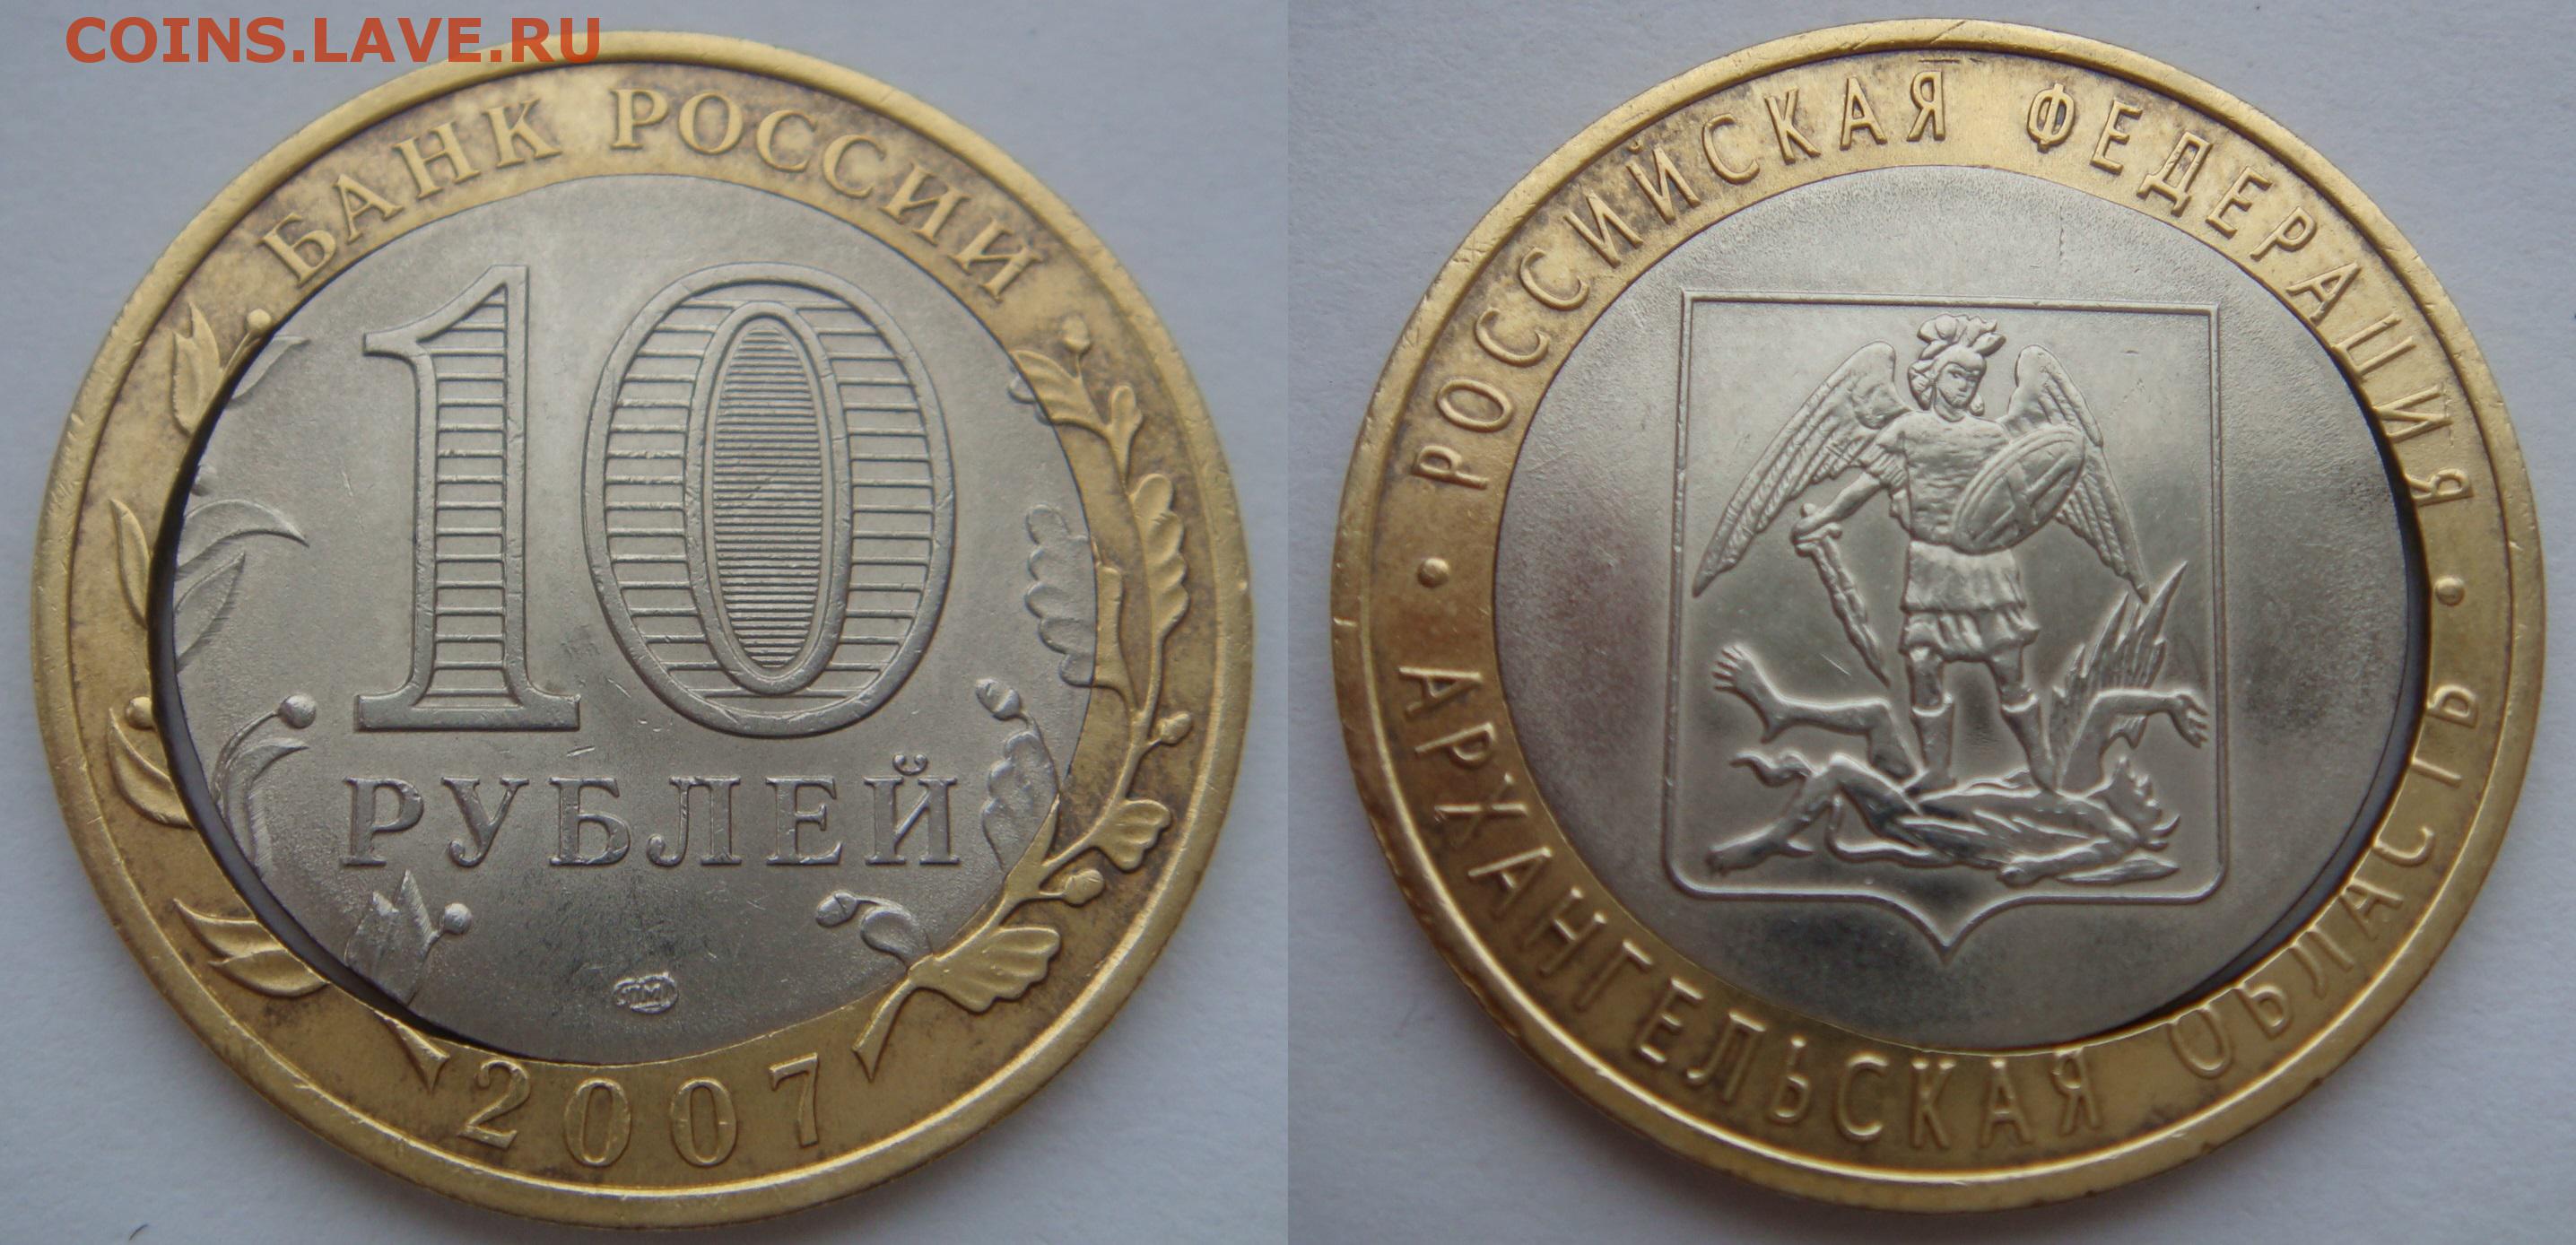 COINS.LAVE.RU
БАНК РОССИИ
10
РУБЛЕЙ
2007
РОССИЙСКАЯ ФЕДЕРАЦИЯ
АРХАНГЕЛЬСКАЯ ОБЛАСТЬ